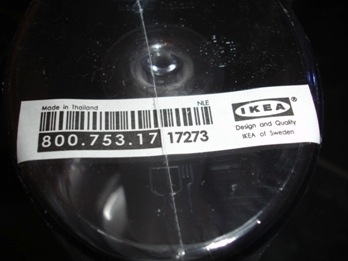 Made in Thailand
NLE
IKEA®
800.753.17 17273
Design and Quality
IKEA of Sweden